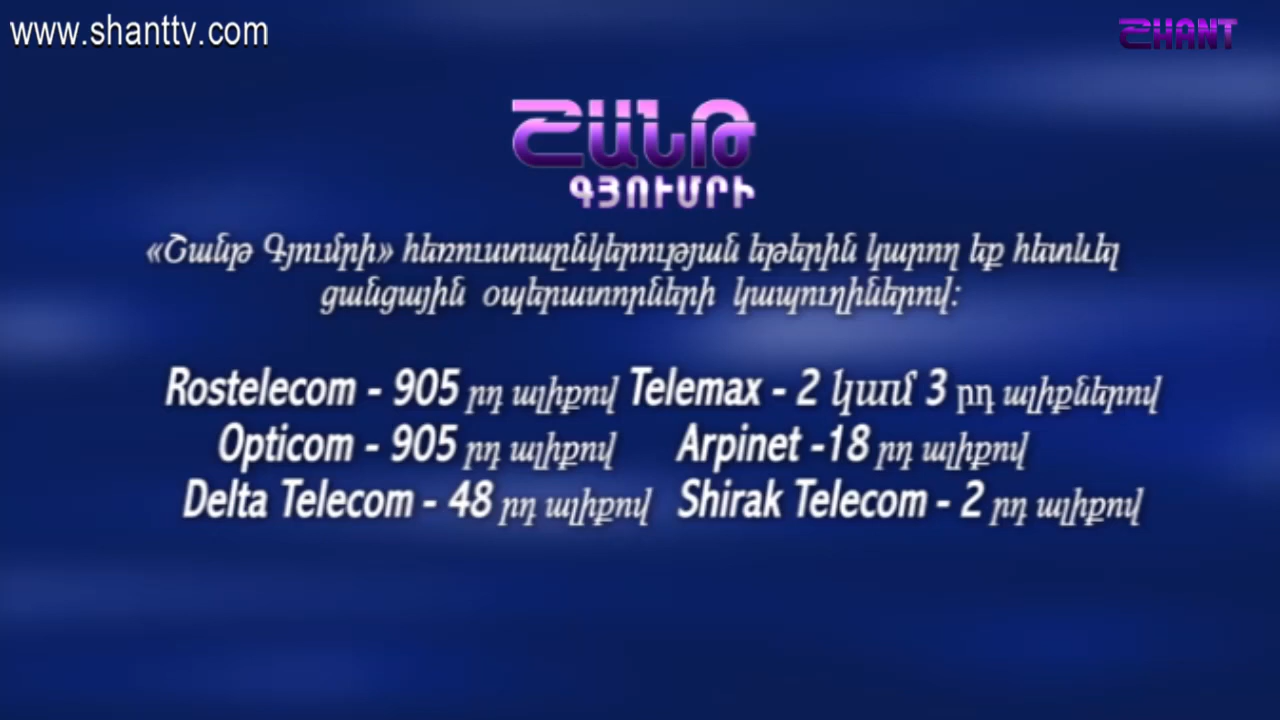 www.shanttv.com
SHANT
ՇԱՆԹ
ԳՅՈՒՄՐԻ
«Շանթ Գյումրի» հեռուստաընկերության եթերին կարող եք հետևել
ցանցային օպերատորների կապուղիներով:
Rostelecom - 905 րդ ալիքով Telemax - 2 կամ 3 րդ ալիքներով
Opticom - 905 րդ ալիքով Arpinet -18 րդ ալիքով
Delta Telecom - 48 րդ ալիքով Shirak Telecom - 2 րդ ալիքով